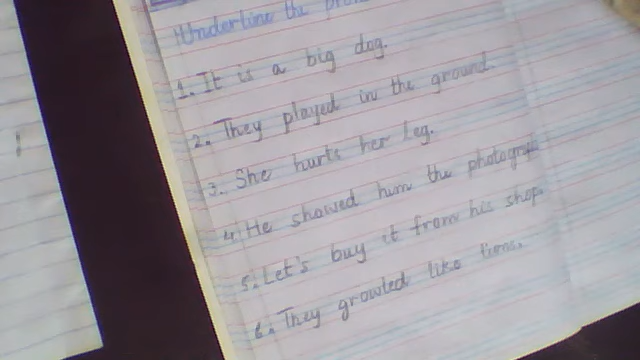 Underline the
1. It is a big dog.
2. They played in the ground.
3. She hurts her Leg.
4. He showed him the photograph
5. Let's buy it from his shop.
6. They growled like lions.